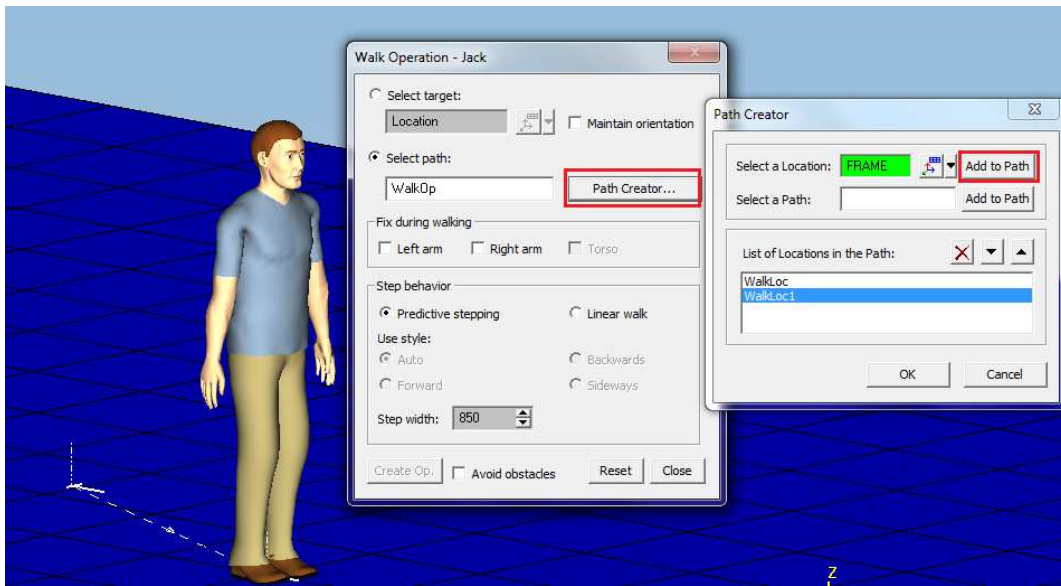 Walk Operation - Jack
Select target:
Location
Maintain orientation
Select path:
WalkOp
Path Creator...
Fix during walking
Left arm
Right arm
Torso
Step behavior
Predictive stepping
Linear walk
Use style:
Auto
Backwards
Forward
Sideways
Step width:
850
Create Op.
Avoid obstacles
Reset
Close
Path Creator
Select a Location:
FRAME
Add to Path
Select a Path:
Add to Path
List of Locations in the Path:
WalkLoc
WalkLoc1
OK
Cancel
Z